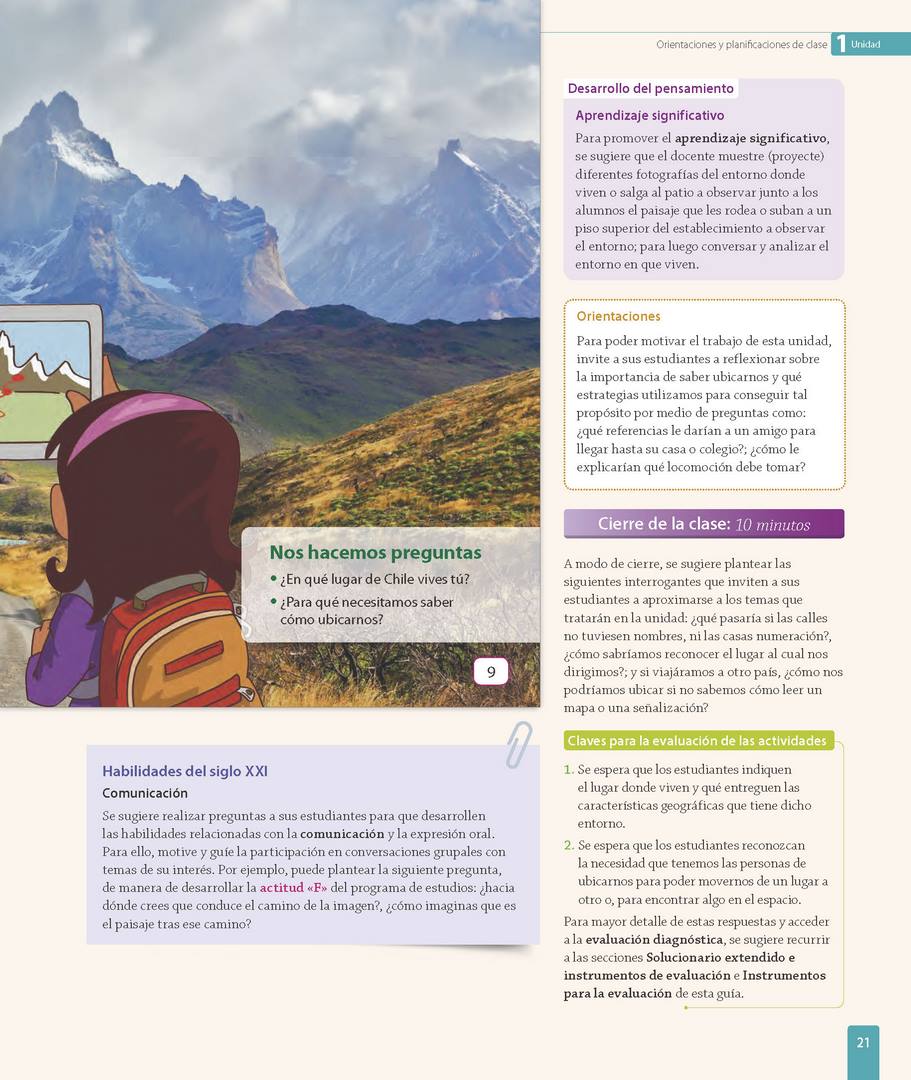 Orientaciones y planificaciones de clase 1 Unidad
Nos hacemos preguntas
• ¿En qué lugar de Chile vives tú?
• ¿Para qué necesitamos saber
cómo ubicarnos?
9
Habilidades del siglo XXI
Comunicación
Se sugiere realizar preguntas a sus estudiantes para que desarrollen
las habilidades relacionadas con la comunicación y la expresión oral.
Para ello, motive y guíe la participación en conversaciones grupales con
temas de su interés. Por ejemplo, puede plantear la siguiente pregunta,
de manera de desarrollar la actitud «F» del programa de estudios: ¿hacia
dónde crees que conduce el camino de la imagen?, ¿cómo imaginas que es
el paisaje tras ese camino?
Desarrollo del pensamiento
Aprendizaje significativo
Para promover el aprendizaje significativo,
se sugiere que el docente muestre (proyecte)
diferentes fotografías del entorno donde
viven o salga al patio a observar junto a los
alumnos el paisaje que les rodea o suban a un
piso superior del establecimiento a observar
el entorno; para luego conversar y analizar el
entorno en que viven.
Orientaciones
Para poder motivar el trabajo de esta unidad,
invite a sus estudiantes a reflexionar sobre
la importancia de saber ubicarnos y qué
estrategias utilizamos para conseguir tal
propósito por medio de preguntas como:
¿qué referencias le darían a un amigo para
llegar hasta su casa o colegio?; ¿cómo le
explicarían qué locomoción debe tomar?
Cierre de la clase: 10 minutos
A modo de cierre, se sugiere plantear las
siguientes interrogantes que inviten a sus
estudiantes a aproximarse a los temas que
tratarán en la unidad: ¿qué pasaría si las calles
no tuviesen nombres, ni las casas numeración?,
¿cómo sabríamos reconocer el lugar al cual nos
dirigimos?; y si viajáramos a otro país, ¿cómo nos
podríamos ubicar si no sabemos cómo leer un
mapa o una señalización?
Claves para la evaluación de las actividades
1. Se espera que los estudiantes indiquen
el lugar donde viven y qué entreguen las
características geográficas que tiene dicho
entorno.
2. Se espera que los estudiantes reconozcan
la necesidad que tenemos las personas de
ubicarnos para poder movernos de un lugar a
otro o, para encontrar algo en el espacio.
Para mayor detalle de estas respuestas y acceder
a la evaluación diagnóstica, se sugiere recurrir
a las secciones Solucionario extendido e
instrumentos de evaluación e Instrumentos
para la evaluación de esta guía.
21